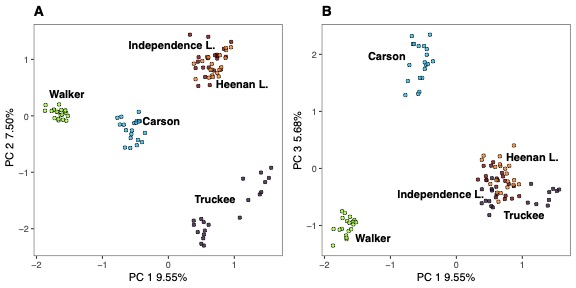 A
Independence L.
Heenan L.
Walker
Carson
Truckee
1
0
−1
−2
PC 2 7.50%
−2
−1
0
1
PC 1 9.55%
B
Carson
Heenan L.
Independence L.
Truckee
Walker
2
1
0
−1
PC 3 5.68%
−2
−1
0
1
PC 1 9.55%